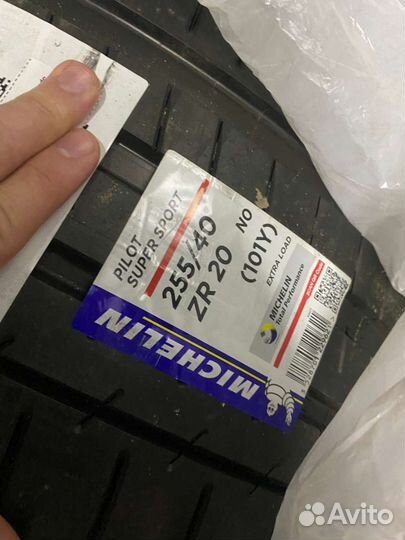 PILOT
SUPER SPORT
255/40
ZR 20 NO
(101Y)
EXTRA LOAD
MICHELIN
Total Performance
MICHELIN
Avito